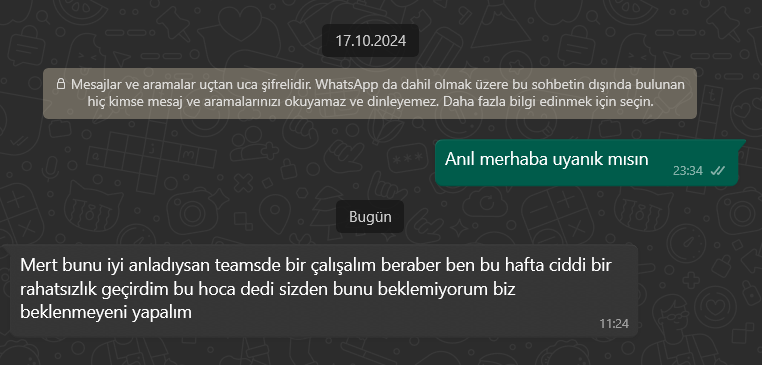 17.10.2024
Mesajlar ve aramalar uçtan uca şifrelidir. WhatsApp da dahil olmak üzere bu sohbetin dışında bulunan
hiç kimse mesaj ve aramalarınızı okuyamaz ve dinleyemez. Daha fazla bilgi edinmek için seçin.
Anıl merhaba uyanık mısın
23:34
Bugün
Mert bunu iyi anladıysan teamsde bir çalışalım beraber ben bu hafta ciddi bir
rahatsızlık geçirdim bu hoca dedi sizden bunu beklemiyorum biz
beklenmeyeni yapalım
11:24